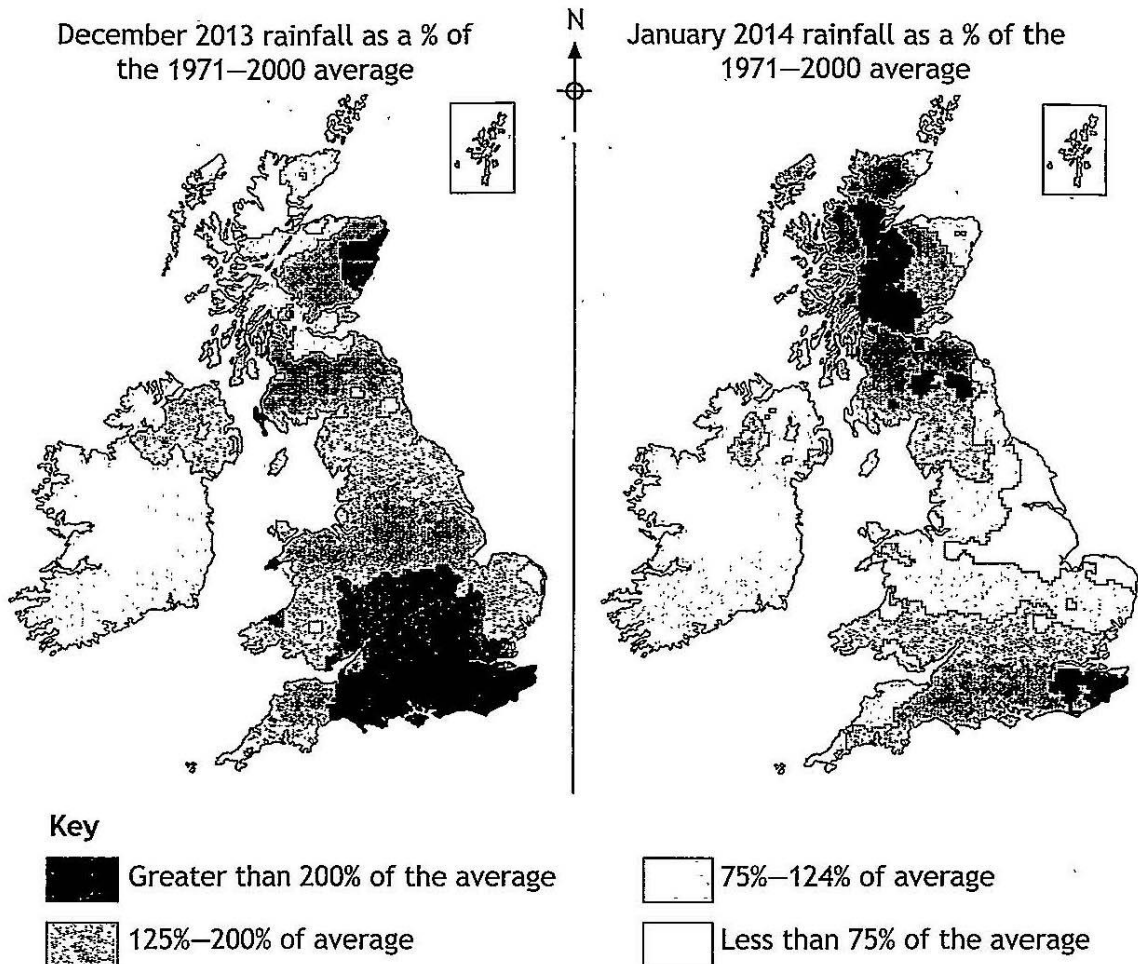 December 2013 rainfall as a % of
the 1971–2000 average
N
January 2014 rainfall as a % of the
1971–2000 average
Key
Greater than 200% of the average
125%–200% of average
75%–124% of average
Less than 75% of the average